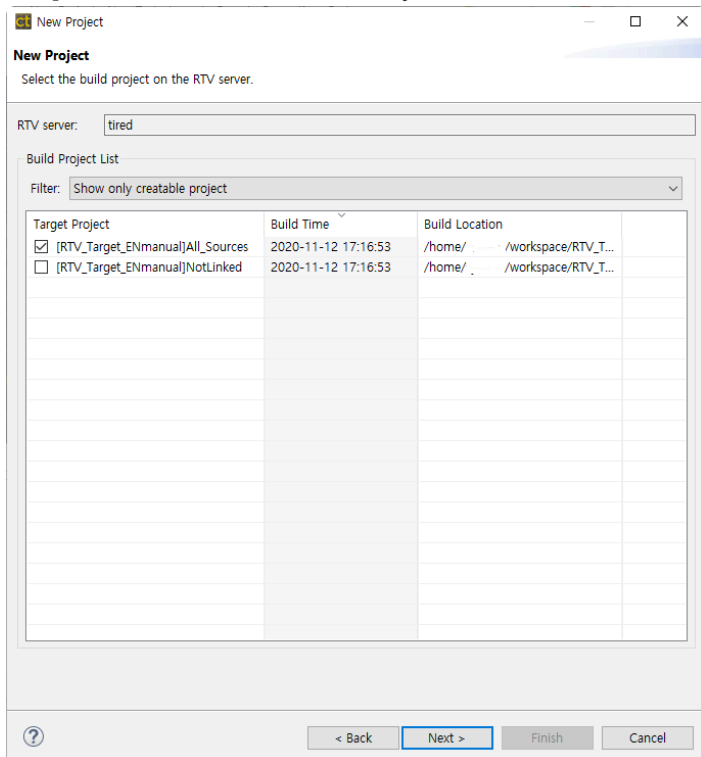 New Project
New Project
Select the build project on the RTV server.
RTV server: tired
Build Project List
Filter: Show only creatable project
Target Project Build Time Build Location
[RTV_Target_ENmanual]All_Sources 2020-11-12 17:16:53 /home/ /workspace/RTV_T...
[RTV_Target_ENmanual]NotLinked 2020-11-12 17:16:53 /home/ /workspace/RTV_T...
? < Back Next > Finish Cancel